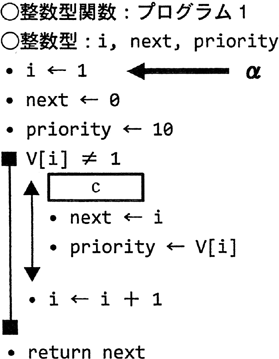 ○整数型関数:プログラム1
○整数型:i, next, priority
• i ← 1 α
• next ← 0
• priority ← 10
■ V[i] ≠ 1
c
• next ← i
• priority ← V[i]
• i ← i + 1
• return next